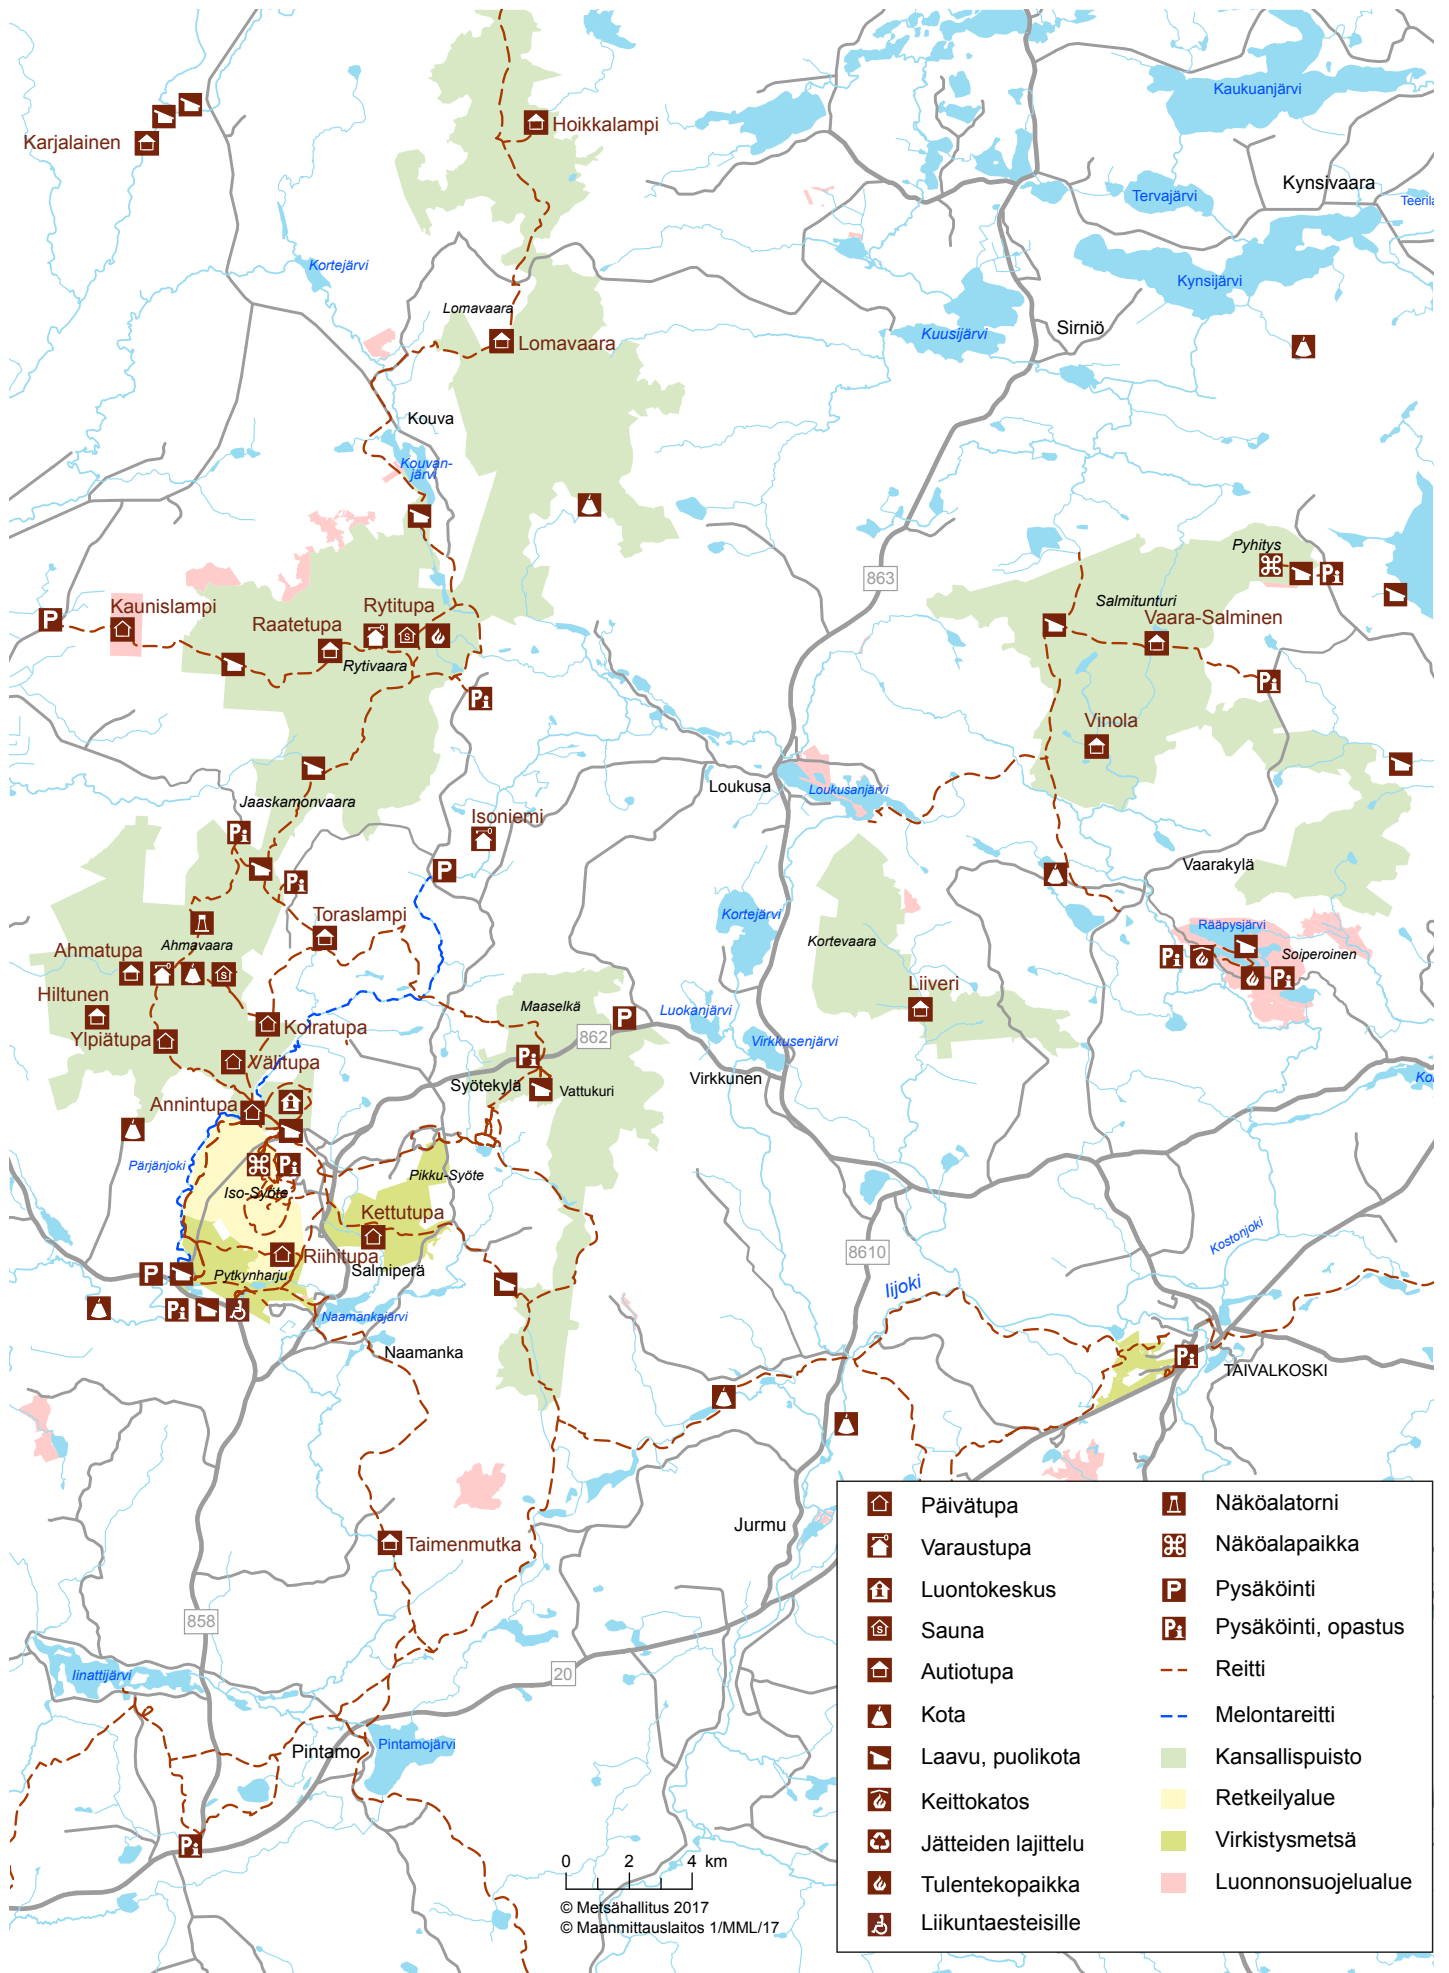 Kaukuanjärvi
Hoikkalampi
Karjalainen
Kynsivaara
Tervajärvi
Kortejärvi
Kynsijärvi
Lomavaara
Sirniö
Kuusijärvi
Lomavaara
Kouva
Kouvan-
järvi
Pyhitys
863
Salmitunturi
Kaunislampi
Rytitupa
Raatetupa
Vaara-Salminen
Rytivaara
Vinola
Loukusa
Loukusanjärvi
Jaaskamonvaara
Isoniemi
Vaarakylä
Toraslampi
Kortejärvi
Rääpysjärvi
Ahmavaara
Kortevaara
Soiperoinen
Ahmatupa
Liiveri
Hiltunen
Maaselkä
Luokanjärvi
Koiratupa
862
Ylpiätupa
Virkkusenjärvi
Välitupa
Virkkunen
Syötekylä
Vattukuri
Annintupa
Pärjänjoki
Pikku-Syöte
Iso-Syöte
Kettutupa
Kostonjoki
8610
Riihitupa
Salmiperä
Pytkynharju
Iijoki
Naamankajärvi
Naamanka
TAIVALKOSKI
Jurmu
Taimenmutka
858
Iinattijärvi
20
Pintamo
Pintamojärvi
Päivätupa
Varaustupa
Luontokeskus
Sauna
Autiotupa
Kota
Laavu, puolikota
Keittokatos
Jätteiden lajittelu
Tulentekopaikka
Liikuntaesteisille
Näköalatorni
Näköalapaikka
Pysäköinti
Pysäköinti, opastus
Reitti
Melontareitti
Kansallispuisto
Retkeilyalue
Virkistysmetsä
Luonnonsuojelualue
0 2 4 km
© Metsähallitus 2017
© Maanmittauslaitos 1/MML/17